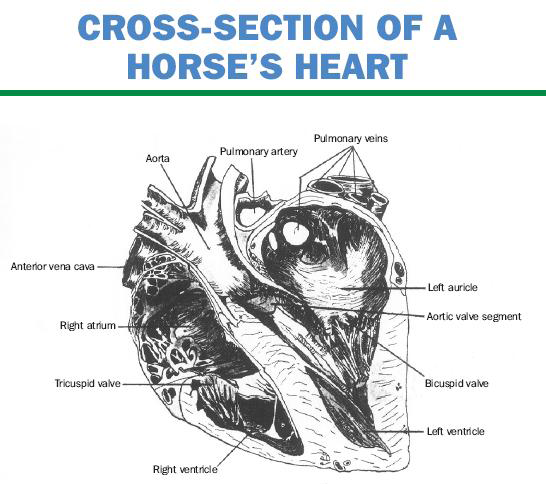 CROSS-SECTION OF A
HORSE'S HEART
Pulmonary veins
Pulmonary artery
Aorta
Anterior vena cava
Left auricle
Aortic valve segment
Right atrium
Tricuspid valve
Bicuspid valve
Left ventricle
Right ventricle